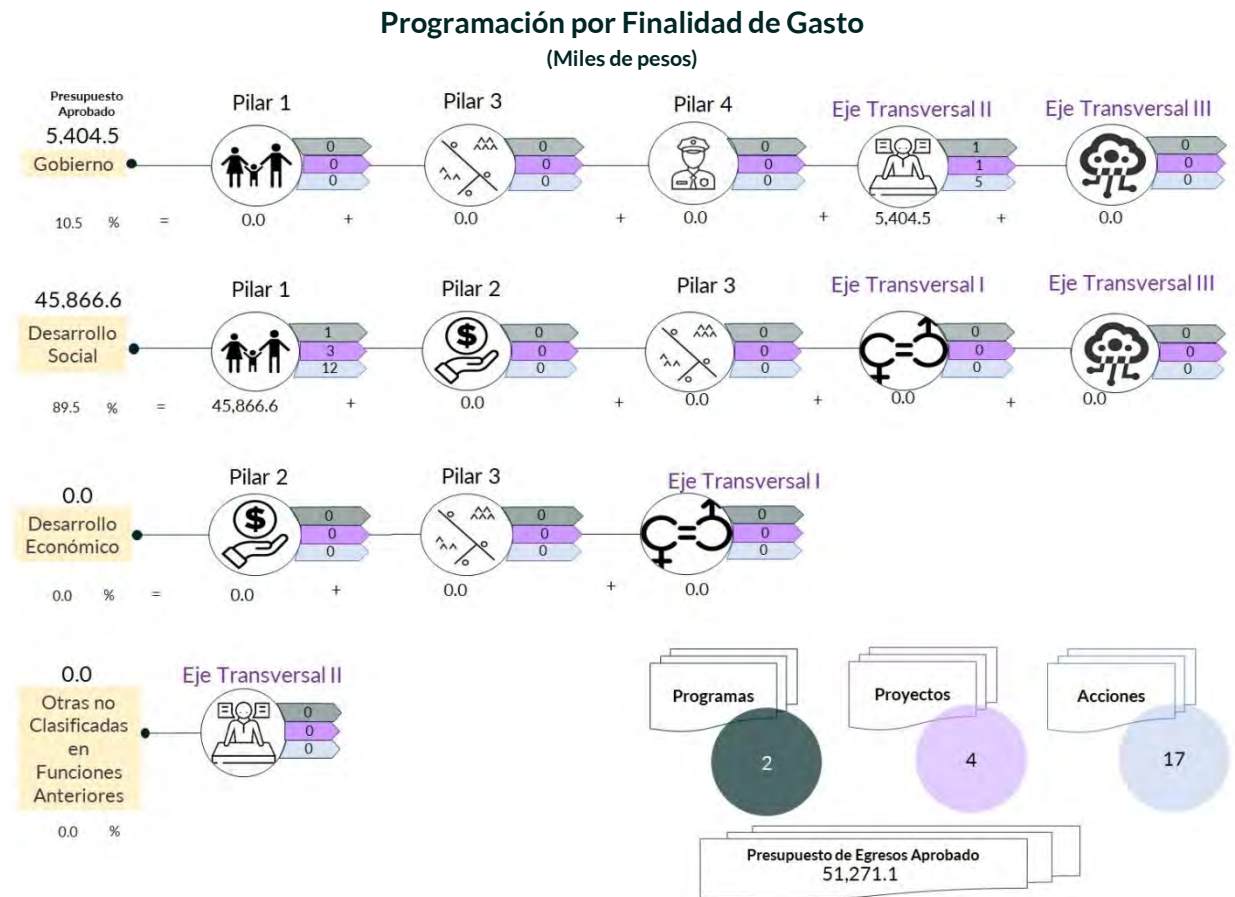 Programación por Finalidad de Gasto
(Miles de pesos)
Presupuesto
Aprobado
5,404.5
Gobierno
10.5 % =
Pilar 1
0
0
0
0.0 +
Pilar 3
0
0
0
0.0 +
Pilar 4
0
0
0
0.0 +
Eje Transversal II
1
1
5
5,404.5 +
Eje Transversal III
0
0
0
0.0
45,866.6
Desarrollo
Social
89.5 % =
Pilar 1
1
3
12
45,866.6 +
Pilar 2
0
0
0
0.0 +
Pilar 3
0
0
0
0.0 +
Eje Transversal I
0
0
0
0.0 +
Eje Transversal III
0
0
0
0.0
0.0
Desarrollo
Económico
0.0 % =
Pilar 2
0
0
0
0.0 +
Pilar 3
0
0
0
0.0 +
Eje Transversal I
0
0
0
0.0
0.0
Otras no
Clasificadas
en
Funciones
Anteriores
0.0 %
Eje Transversal II
0
0
0
Programas
2
Proyectos
4
Acciones
17
Presupuesto de Egresos Aprobado
51,271.1